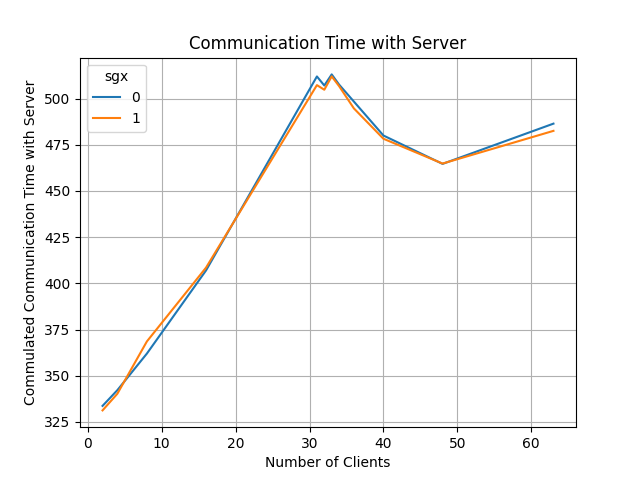 Communication Time with Server
sgx
0
1
Commulated Communication Time with Server
500
475
450
425
400
375
350
325
0 10 20 30 40 50 60
Number of Clients